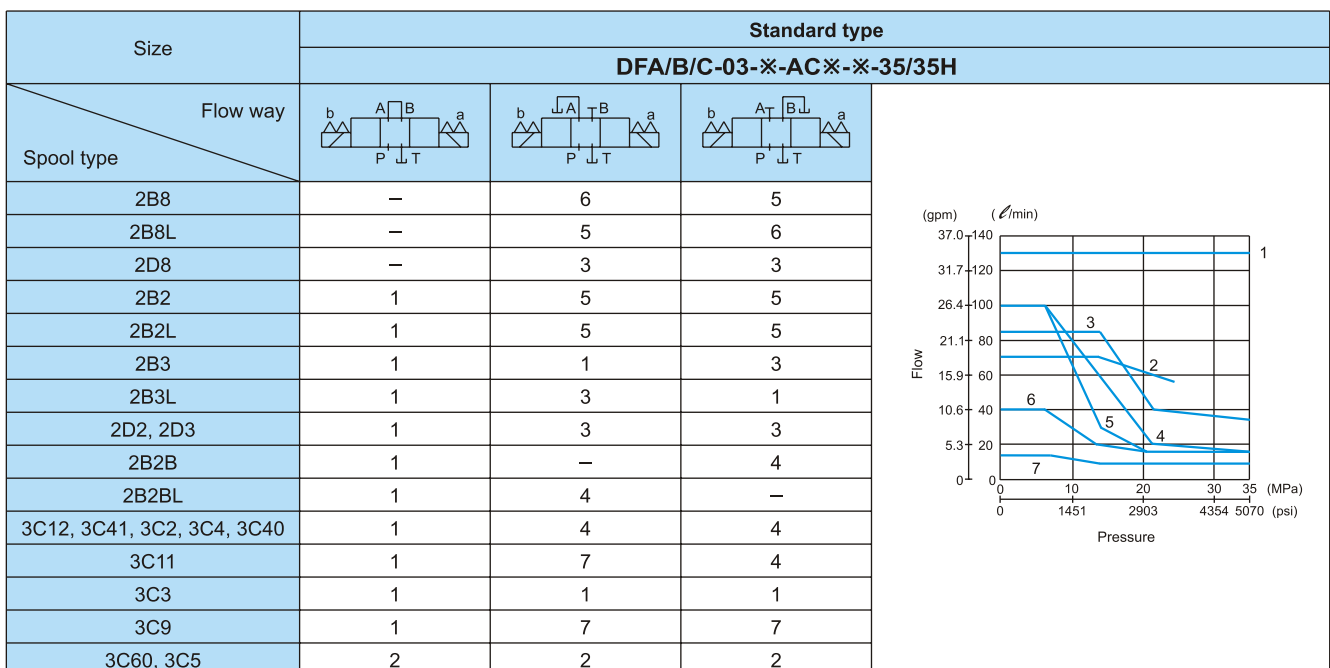 Size
Standard type
DFA/B/C-03-※-AC※-※-35/35H
Flow way
Spool type
b A B a
P T
b A B a
P T
b A B a
P T
2B8 – 6 5
2B8L – 5 6
2D8 – 3 3
2B2 1 5 5
2B2L 1 5 5
2B3 1 1 3
2B3L 1 3 1
2D2, 2D3 1 3 3
2B2B 1 – 4
2B2BL 1 4 –
3C12, 3C41, 3C2, 3C4, 3C40 1 4 4
3C11 1 7 4
3C3 1 1 1
3C9 1 7 7
3C60, 3C5 2 2 2
(gpm) (ℓ/min)
37.0 140
31.7 120
26.4 100
21.1 80
15.9 60
10.6 40
5.3 20
0 0
Flow
1
3
2
6
5
4
7
0 10 20 30 35 (MPa)
0 1451 2903 4354 5070 (psi)
Pressure